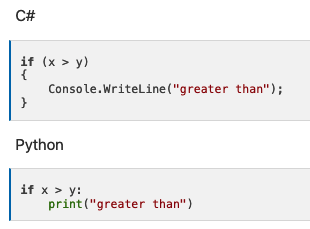 C#
if (x > y)
{
    Console.WriteLine("greater than");
}
Python
if x > y:
    print("greater than")